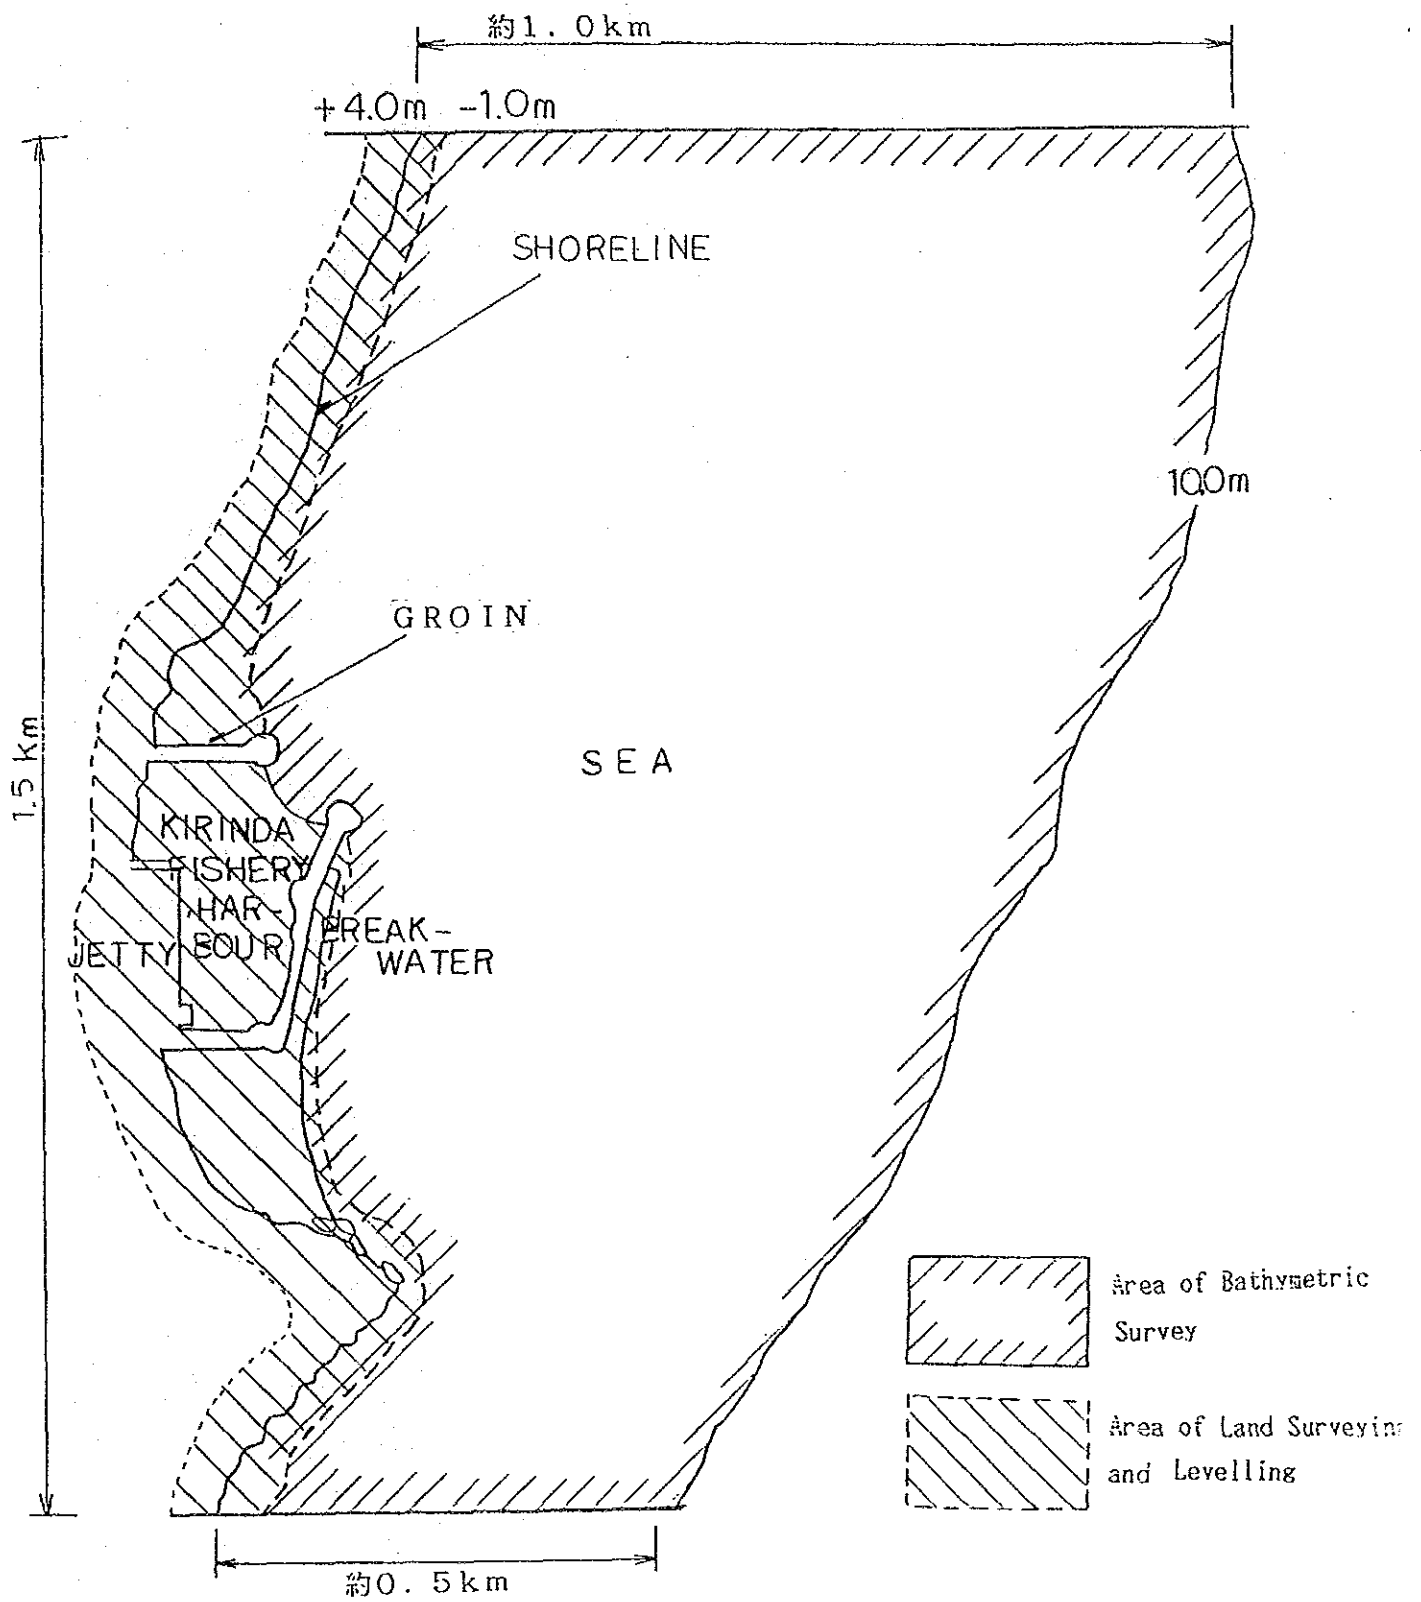 約1.0km
+4.0m -1.0m
SHORELINE
10.0m
GROIN
1.5km
SEA
KIRINDA
FISHERY
HAR-
BOUR
JETTY
BREAK-
WATER
Area of Bathymetric
Survey
Area of Land Surveyin
and Levelling
約0.5km